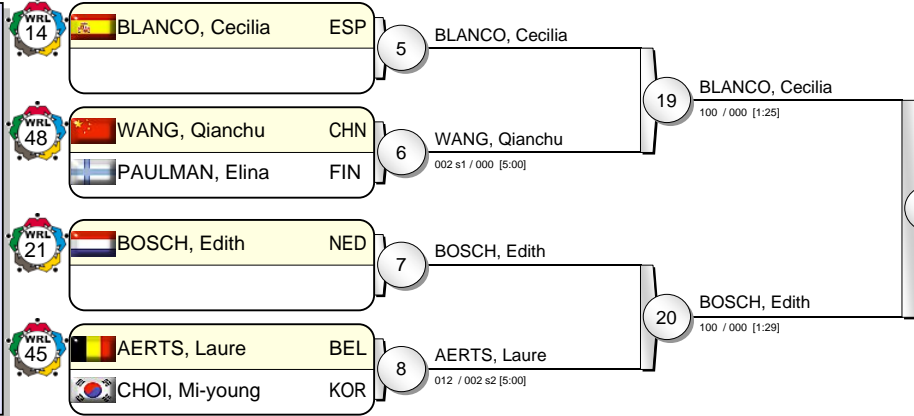 WRL
14
BLANCO, Cecilia ESP
5
BLANCO, Cecilia
19
BLANCO, Cecilia
100 / 000 [1:25]
WRL
48
WANG, Qianchu CHN
PAULMAN, Elina FIN
6
WANG, Qianchu
002 s1 / 000 [5:00]
WRL
21
BOSCH, Edith NED
7
BOSCH, Edith
20
BOSCH, Edith
100 / 000 [1:29]
WRL
45
AERTS, Laure BEL
CHOI, Mi-young KOR
8
AERTS, Laure
012 / 002 s2 [5:00]